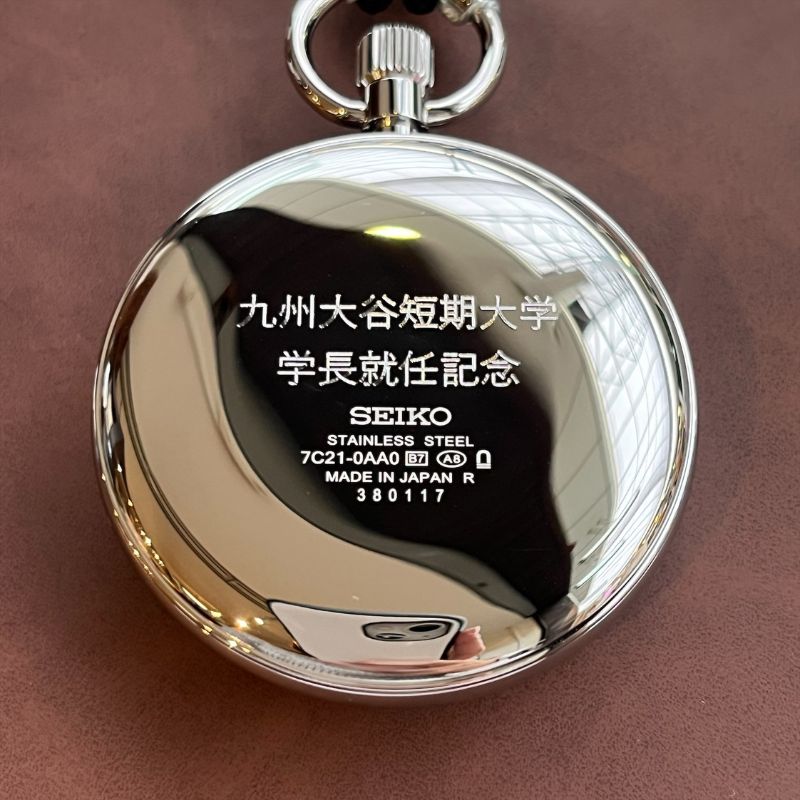 九州大谷短期大学
学長就任記念
SEIKO
STAINLESS STEEL
7C21-0AA0 B7 A8
MADE IN JAPAN R
380117